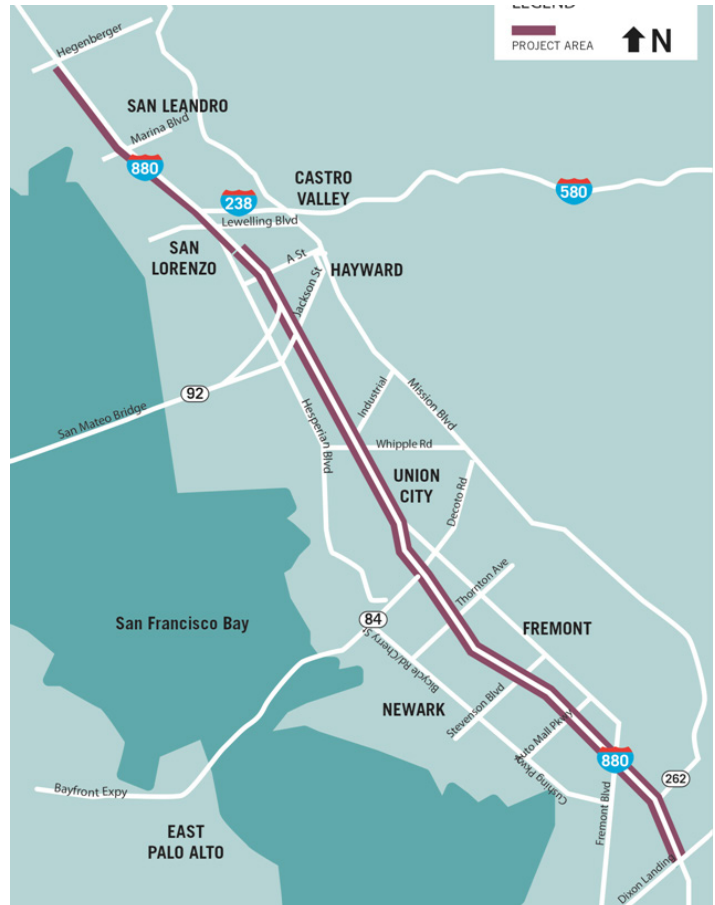 LEGEND
PROJECT AREA
N
Hegenberger
SAN LEANDRO
Marina Blvd
880
CASTRO
VALLEY
580
238
Lewelling Blvd
SAN
LORENZO
A St
HAYWARD
Jackson St
92
San Mateo Bridge
Industrial
Mission Blvd
Hesperian Blvd
Whipple Rd
UNION
CITY
Decoto Rd
Thornton Ave
San Francisco Bay
84
FREMONT
Bicycle Rd/Cherry St
NEWARK
Stevenson Blvd
Auto Mall Pkwy
880
262
Cushing Pkwy
Bayfront Expy
Fremont Blvd
EAST
PALO ALTO
Dixon Landing